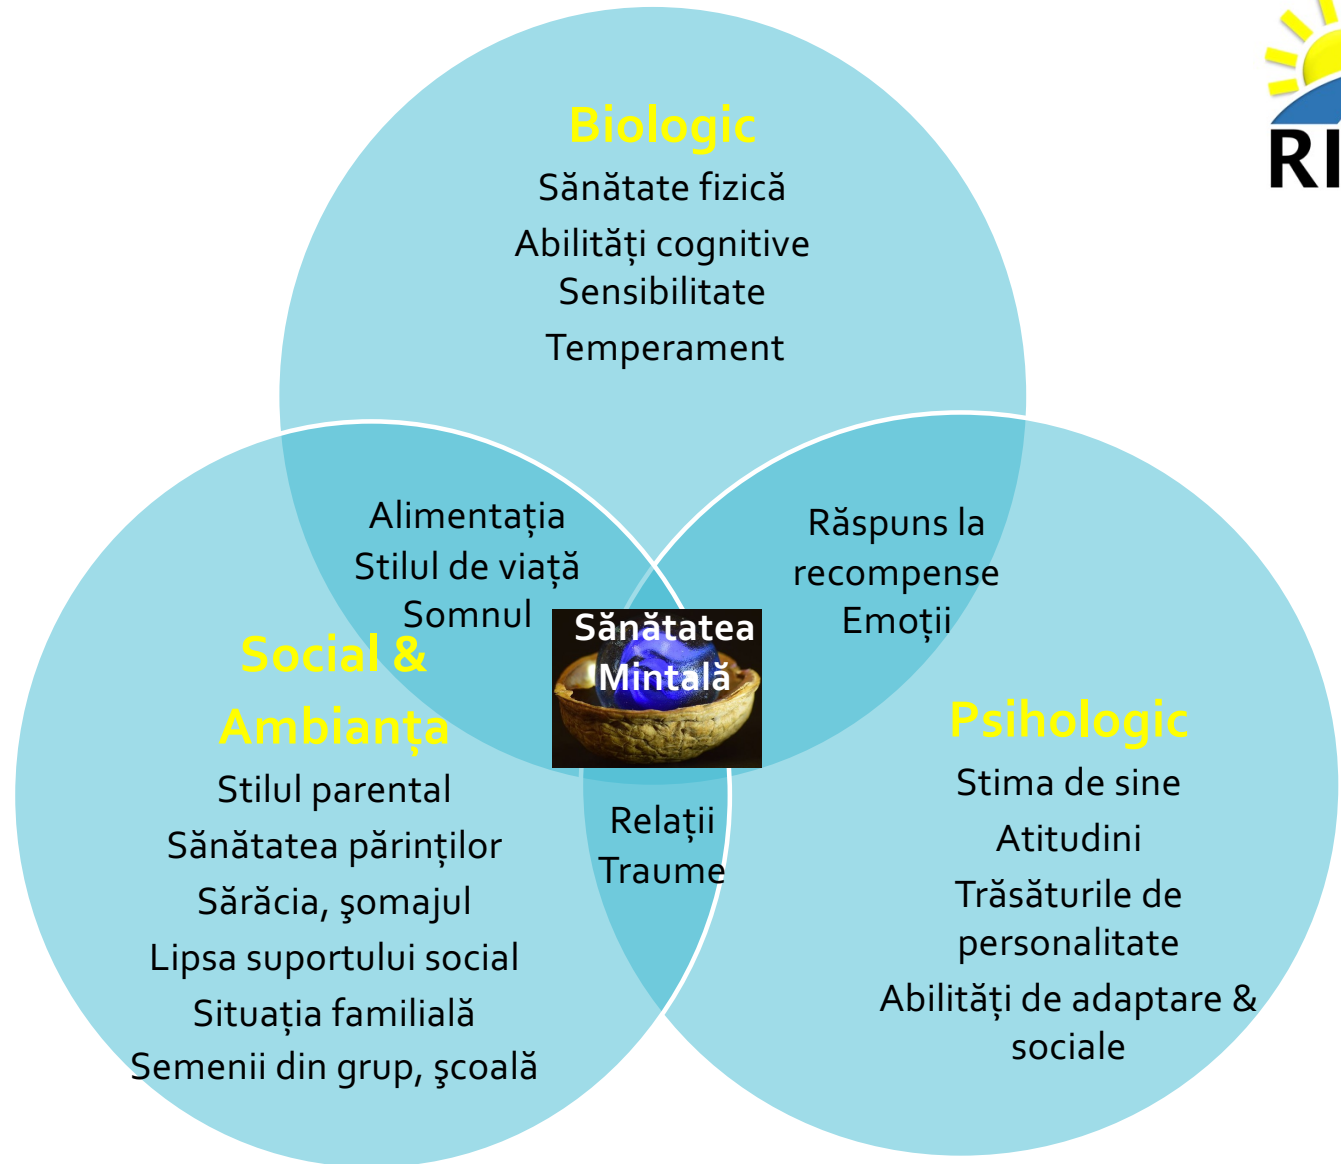 RI
Biologic
Sănătate fizică
Abilități cognitive
Sensibilitate
Temperament
Alimentația
Stilul de viață
Somnul
Răspuns la
recompense
Emoții
Sănătatea
Mintală
Social &
Ambianța
Stilul parental
Sănătatea părinților
Sărăcia, şomajul
Lipsa suportului social
Situația familială
Semenii din grup, şcoală
Relații
Traume
Psihologic
Stima de sine
Atitudini
Trăsăturile de
personalitate
Abilități de adaptare &
sociale